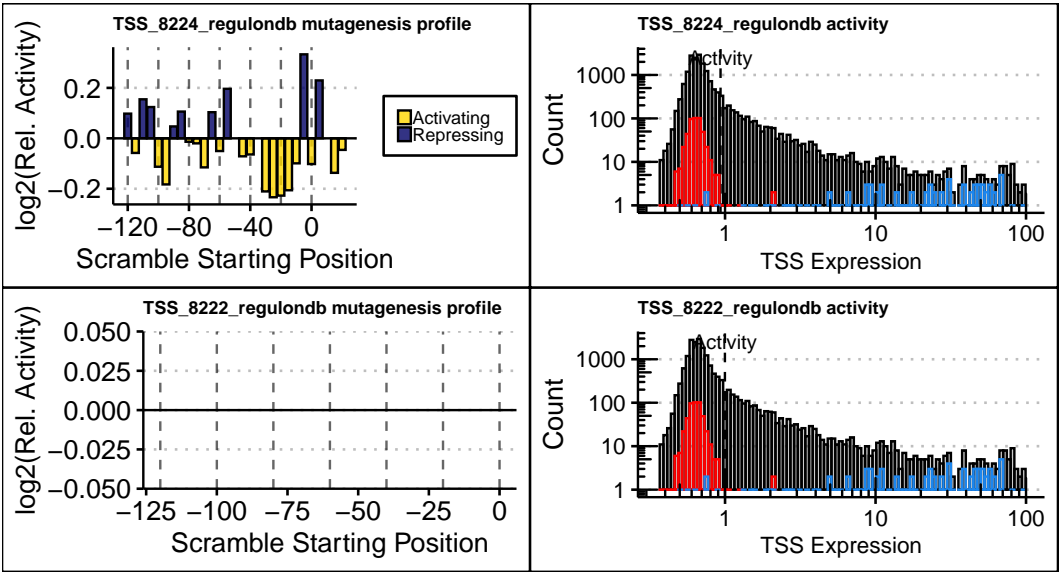 TSS_8224_regulondb mutagenesis profile
log2(Rel. Activity)
0.2
0.0
−0.2
−120
−80
−40
0
Scramble Starting Position
Activating
Repressing
TSS_8224_regulondb activity
Activity
Count
1000
100
10
1
1
10
100
TSS Expression
TSS_8222_regulondb mutagenesis profile
log2(Rel. Activity)
0.050
0.025
0.000
−0.025
−0.050
−125
−100
−75
−50
−25
0
Scramble Starting Position
TSS_8222_regulondb activity
Activity
Count
1000
100
10
1
1
10
100
TSS Expression